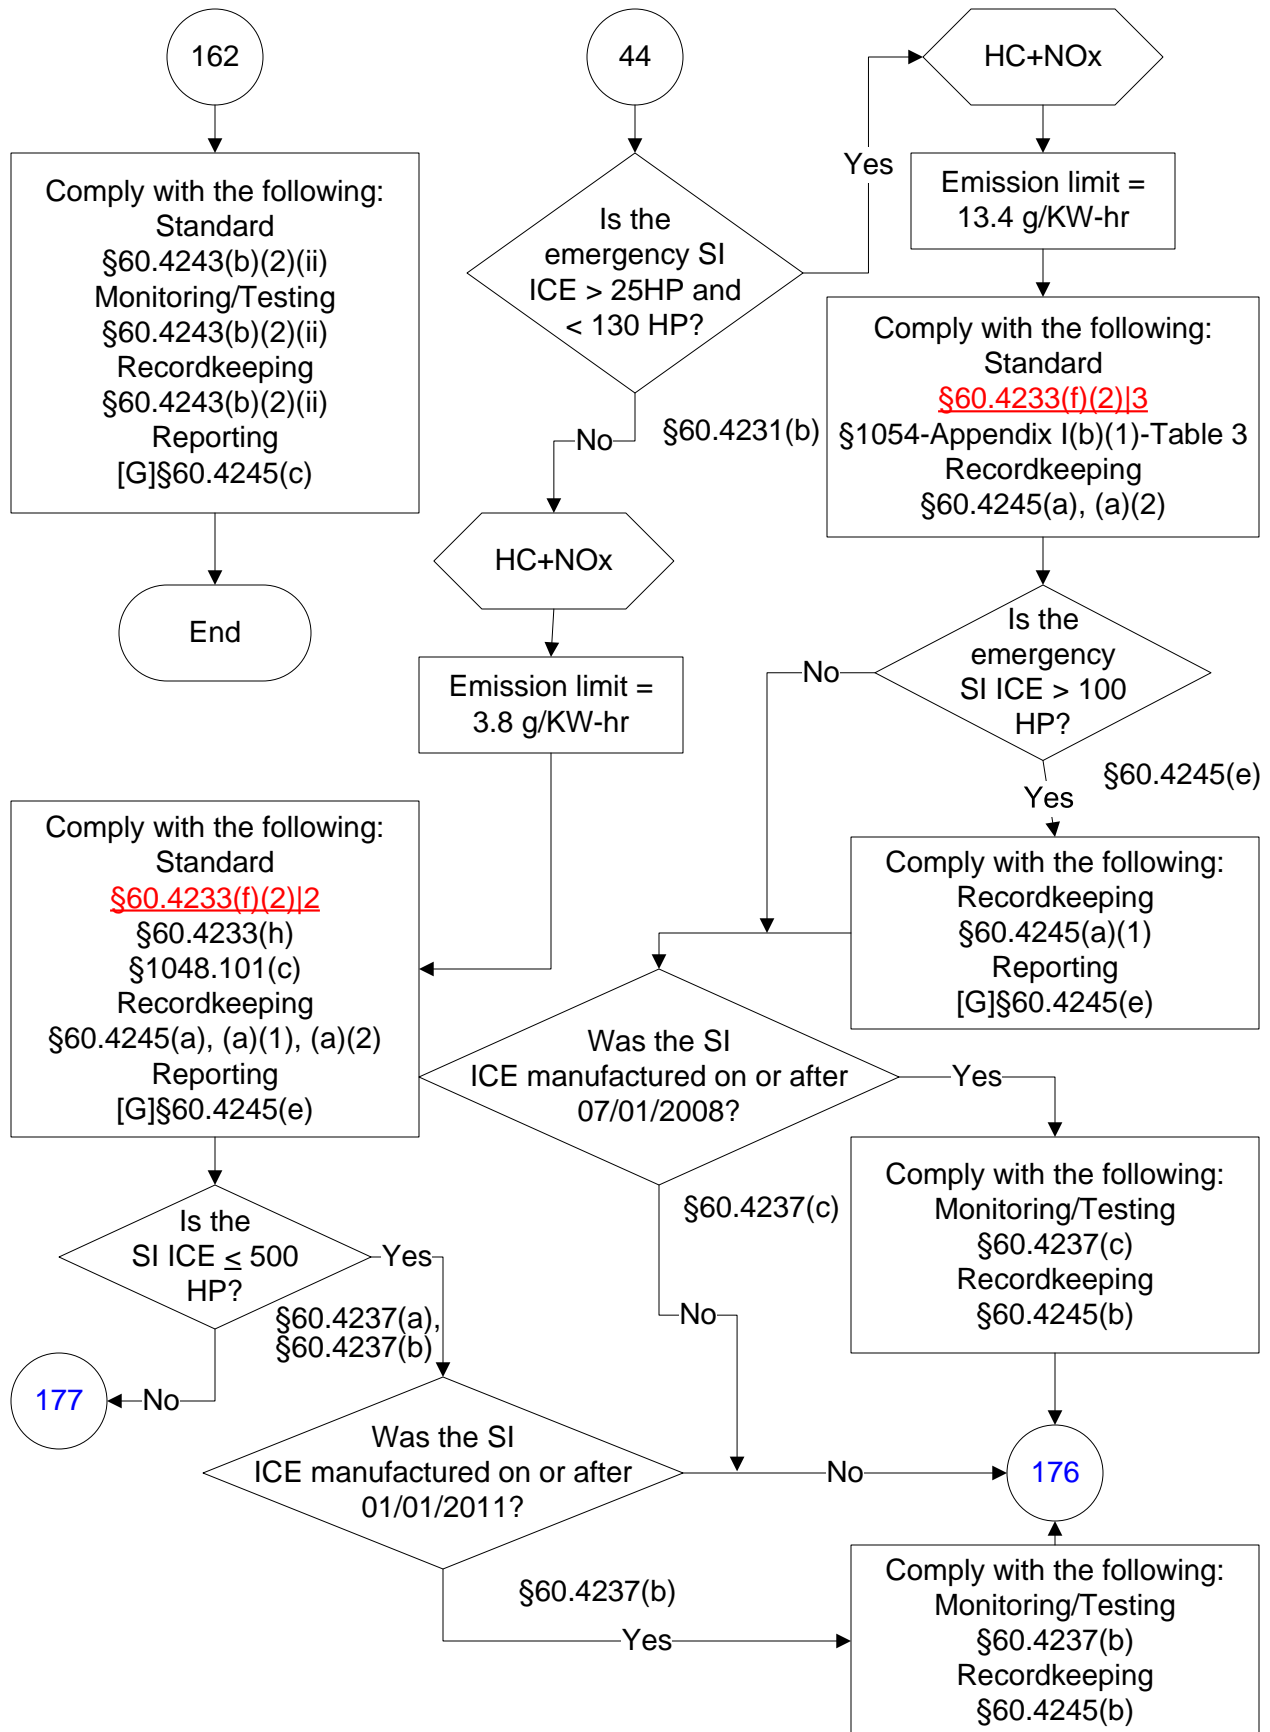 162
Comply with the following:
Standard
§60.4243(b)(2)(ii)
Monitoring/Testing
§60.4243(b)(2)(ii)
Recordkeeping
§60.4243(b)(2)(ii)
Reporting
[G]§60.4245(c)
End
44
Is the
emergency SI
ICE > 25HP and
< 130 HP?
Yes
HC+NOx
Emission limit =
13.4 g/KW-hr
Comply with the following:
Standard
§60.4233(f)(2)|3
§1054-Appendix I(b)(1)-Table 3
Recordkeeping
§60.4245(a), (a)(2)
§60.4231(b)
No
HC+NOx
Emission limit =
3.8 g/KW-hr
Is the
emergency
SI ICE > 100
HP?
No
Yes
§60.4245(e)
Comply with the following:
Recordkeeping
§60.4245(a)(1)
Reporting
[G]§60.4245(e)
Comply with the following:
Standard
§60.4233(f)(2)|2
§60.4233(h)
§1048.101(c)
Recordkeeping
§60.4245(a), (a)(1), (a)(2)
Reporting
[G]§60.4245(e)
Was the SI
ICE manufactured on or after
07/01/2008?
Yes
§60.4237(c)
No
Comply with the following:
Monitoring/Testing
§60.4237(c)
Recordkeeping
§60.4245(b)
Is the
SI ICE ≤ 500
HP?
Yes
§60.4237(a),
§60.4237(b)
No
177
Was the SI
ICE manufactured on or after
01/01/2011?
No
176
§60.4237(b)
Yes
Comply with the following:
Monitoring/Testing
§60.4237(b)
Recordkeeping
§60.4245(b)